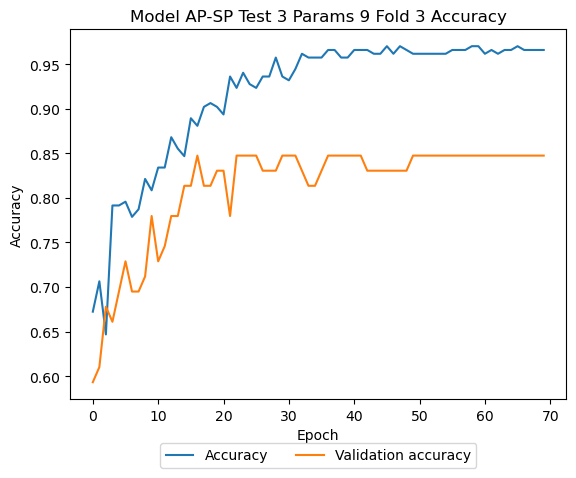 Model AP-SP Test 3 Params 9 Fold 3 Accuracy
Accuracy
0.95
0.90
0.85
0.80
0.75
0.70
0.65
0.60
0 10 20 30 40 50 60 70
Epoch
Accuracy Validation accuracy